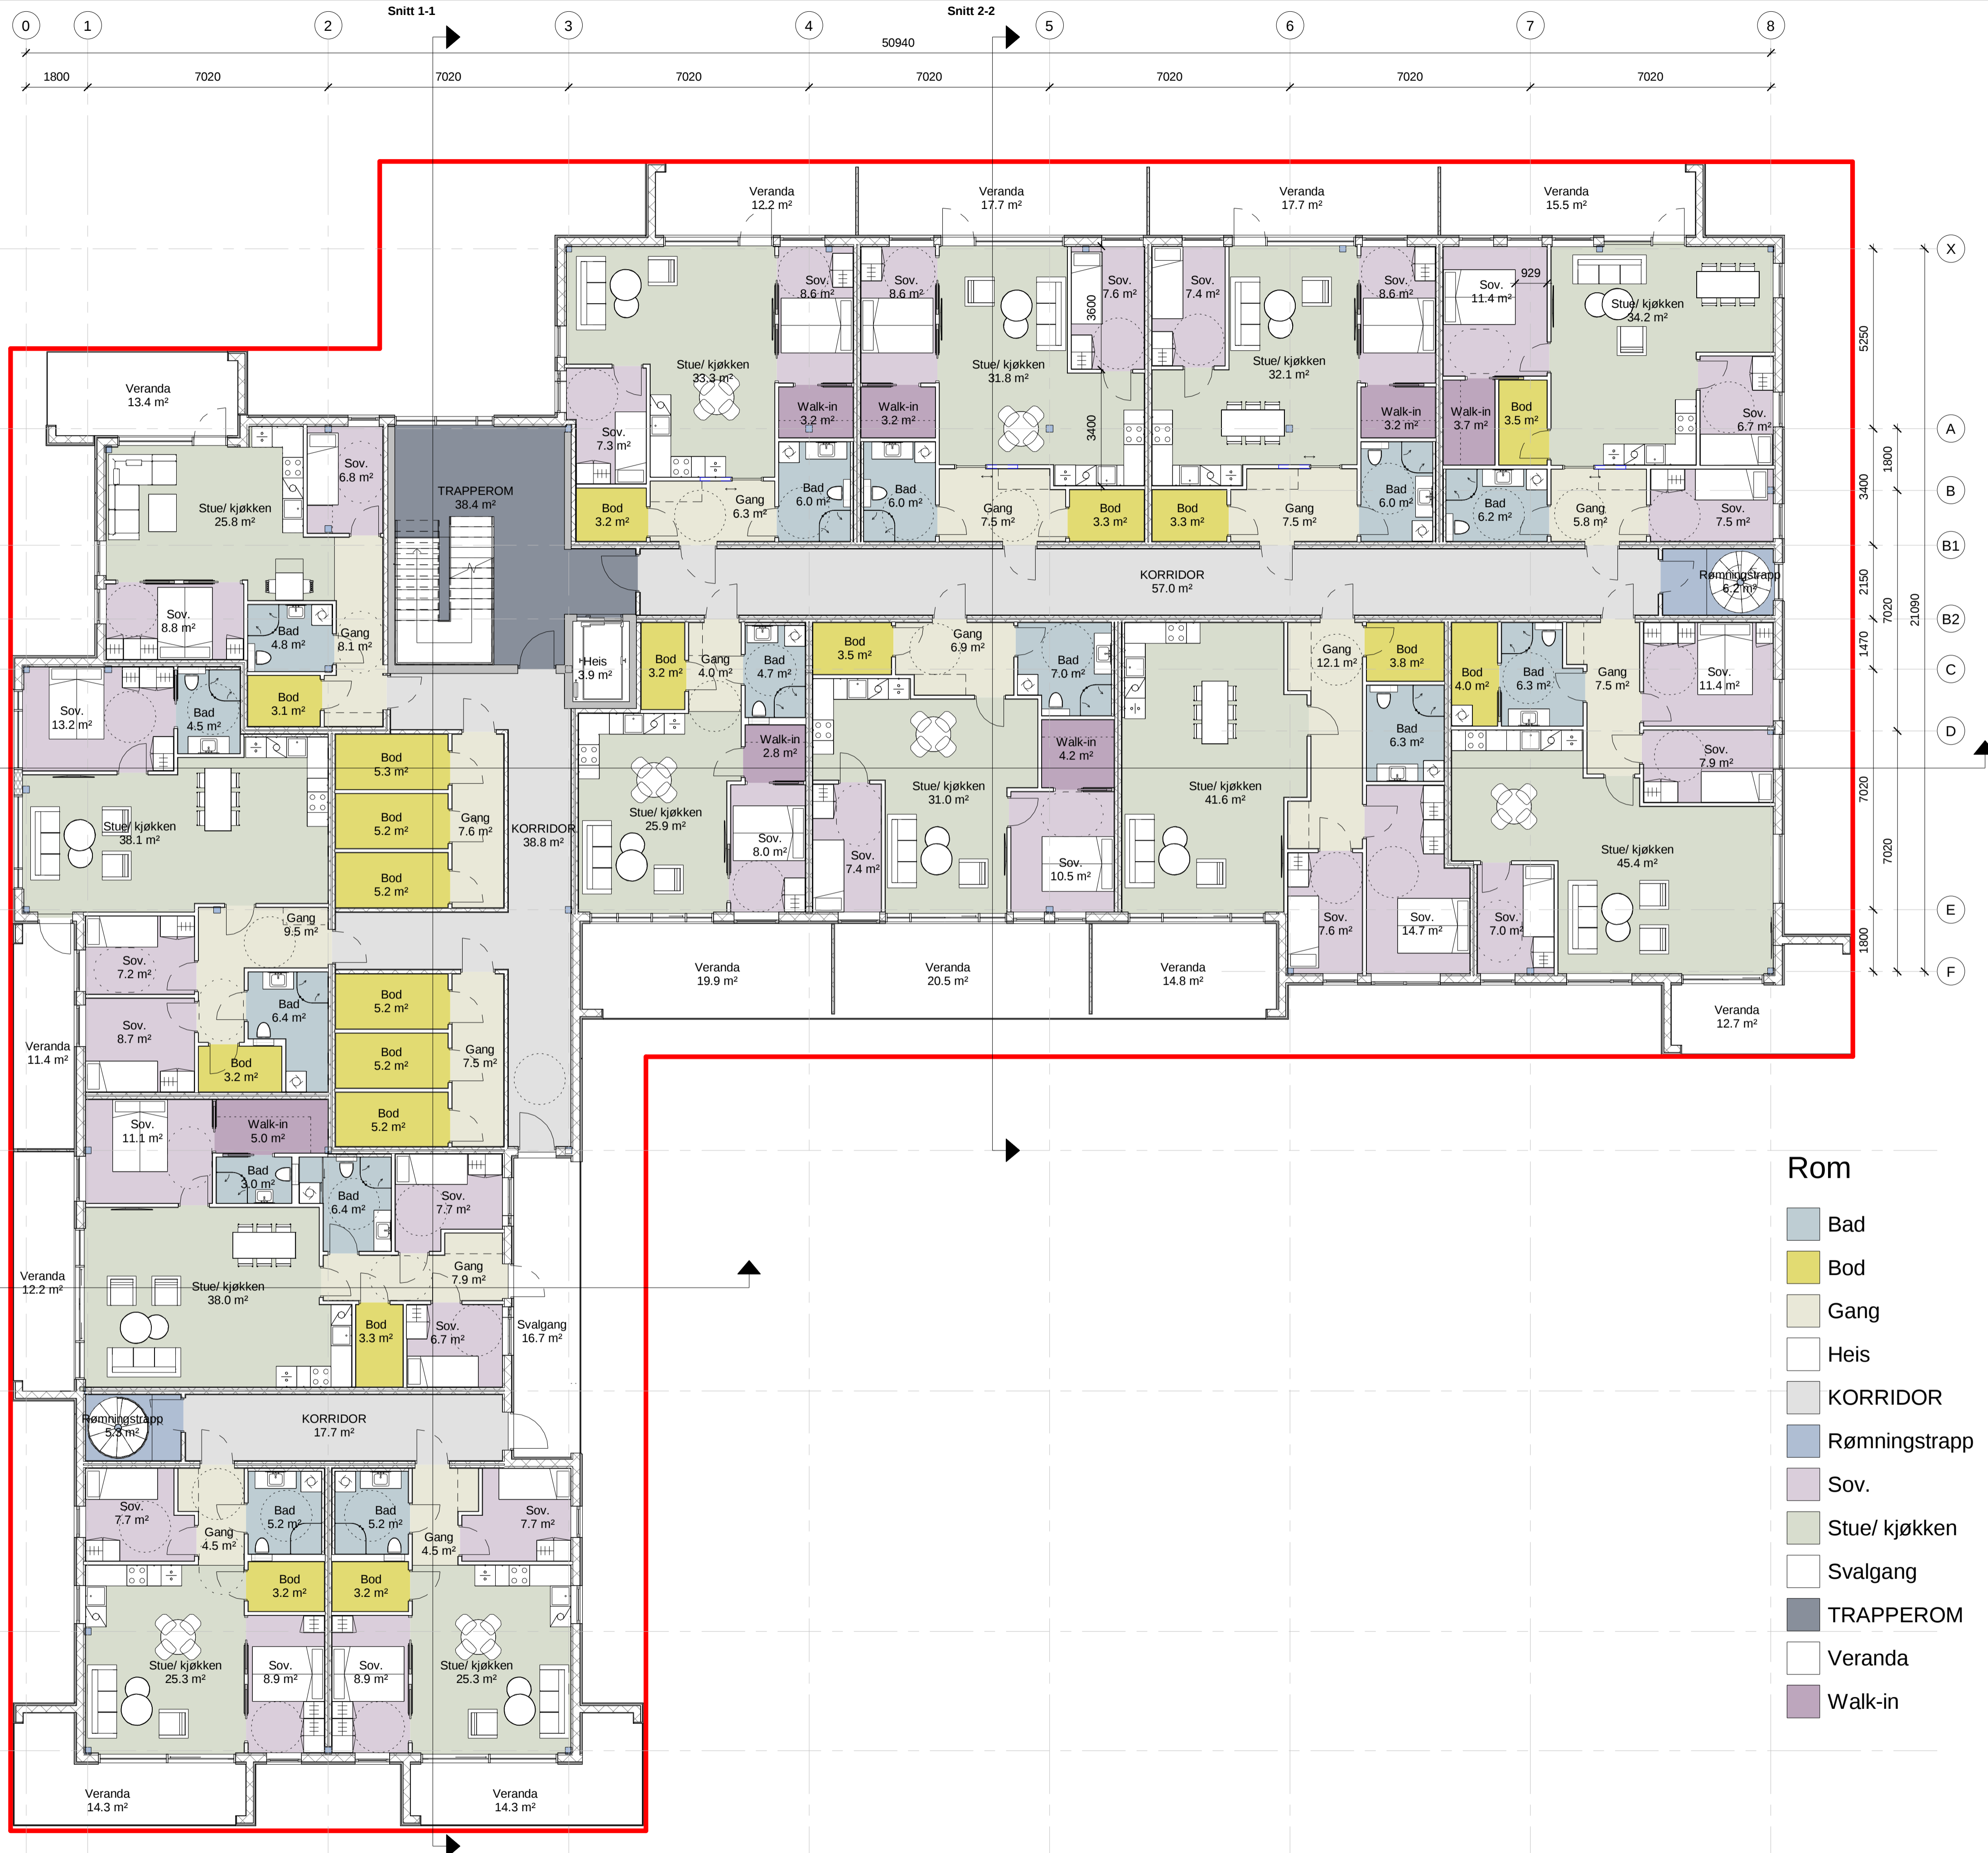 Snitt 1-1
Snitt 2-2
0
1
2
3
4
5
6
7
8
50940
1800
7020
7020
7020
7020
7020
7020
7020
Veranda
12.2 m²
Veranda
17.7 m²
Veranda
17.7 m²
Veranda
15.5 m²
X
A
B
B1
B2
C
D
E
F
5250
1800
3400
2150
7020
21090
1470
7020
7020
1800
Sov.
8.6 m²
Sov.
8.6 m²
Sov.
7.6 m²
Sov.
7.4 m²
Sov.
8.6 m²
Sov.
11.4 m²
929
3600
3400
Stue/ kjøkken
34.2 m²
Stue/ kjøkken
33.3 m²
Stue/ kjøkken
31.8 m²
Stue/ kjøkken
32.1 m²
Veranda
13.4 m²
Walk-in
3.2 m²
Walk-in
3.2 m²
Walk-in
3.2 m²
Walk-in
3.7 m²
Bod
3.5 m²
Sov.
6.7 m²
Sov.
7.3 m²
Sov.
6.8 m²
TRAPPEROM
38.4 m²
Stue/ kjøkken
25.8 m²
Bod
3.2 m²
Gang
6.3 m²
Bad
6.0 m²
Bad
6.0 m²
Gang
7.5 m²
Bod
3.3 m²
Bod
3.3 m²
Gang
7.5 m²
Bad
6.0 m²
Bad
6.2 m²
Gang
5.8 m²
Sov.
7.5 m²
KORRIDOR
57.0 m²
Rømningstrapp
6.2 m²
Sov.
8.8 m²
Bad
4.8 m²
Gang
8.1 m²
Heis
3.9 m²
Bod
3.2 m²
Gang
4.0 m²
Bad
4.7 m²
Bod
3.5 m²
Gang
6.9 m²
Bad
7.0 m²
Gang
12.1 m²
Bod
3.8 m²
Bod
4.0 m²
Bad
6.3 m²
Gang
7.5 m²
Sov.
11.4 m²
Sov.
13.2 m²
Bad
4.5 m²
Bod
3.1 m²
Walk-in
2.8 m²
Walk-in
4.2 m²
Bad
6.3 m²
Sov.
7.9 m²
Bod
5.3 m²
Bod
5.2 m²
Gang
7.6 m²
Bod
5.2 m²
KORRIDOR
38.8 m²
Stue/ kjøkken
38.1 m²
Stue/ kjøkken
25.9 m²
Sov.
8.0 m²
Stue/ kjøkken
31.0 m²
Sov.
7.4 m²
Sov.
10.5 m²
Stue/ kjøkken
41.6 m²
Stue/ kjøkken
45.4 m²
Sov.
7.6 m²
Sov.
14.7 m²
Sov.
7.0 m²
Gang
9.5 m²
Sov.
7.2 m²
Sov.
8.7 m²
Bad
6.4 m²
Bod
3.2 m²
Veranda
11.4 m²
Bod
5.2 m²
Bod
5.2 m²
Gang
7.5 m²
Bod
5.2 m²
Veranda
19.9 m²
Veranda
20.5 m²
Veranda
14.8 m²
Veranda
12.7 m²
Sov.
11.1 m²
Walk-in
5.0 m²
Bad
3.0 m²
Bad
6.4 m²
Sov.
7.7 m²
Gang
7.9 m²
Veranda
12.2 m²
Stue/ kjøkken
38.0 m²
Bod
3.3 m²
Sov.
6.7 m²
Svalgang
16.7 m²
Rømningstrapp
5.3 m²
KORRIDOR
17.7 m²
Sov.
7.7 m²
Gang
4.5 m²
Bad
5.2 m²
Bad
5.2 m²
Gang
4.5 m²
Sov.
7.7 m²
Bod
3.2 m²
Bod
3.2 m²
Stue/ kjøkken
25.3 m²
Sov.
8.9 m²
Sov.
8.9 m²
Stue/ kjøkken
25.3 m²
Veranda
14.3 m²
Veranda
14.3 m²
Rom
Bad
Bod
Gang
Heis
KORRIDOR
Rømningstrapp
Sov.
Stue/ kjøkken
Svalgang
TRAPPEROM
Veranda
Walk-in